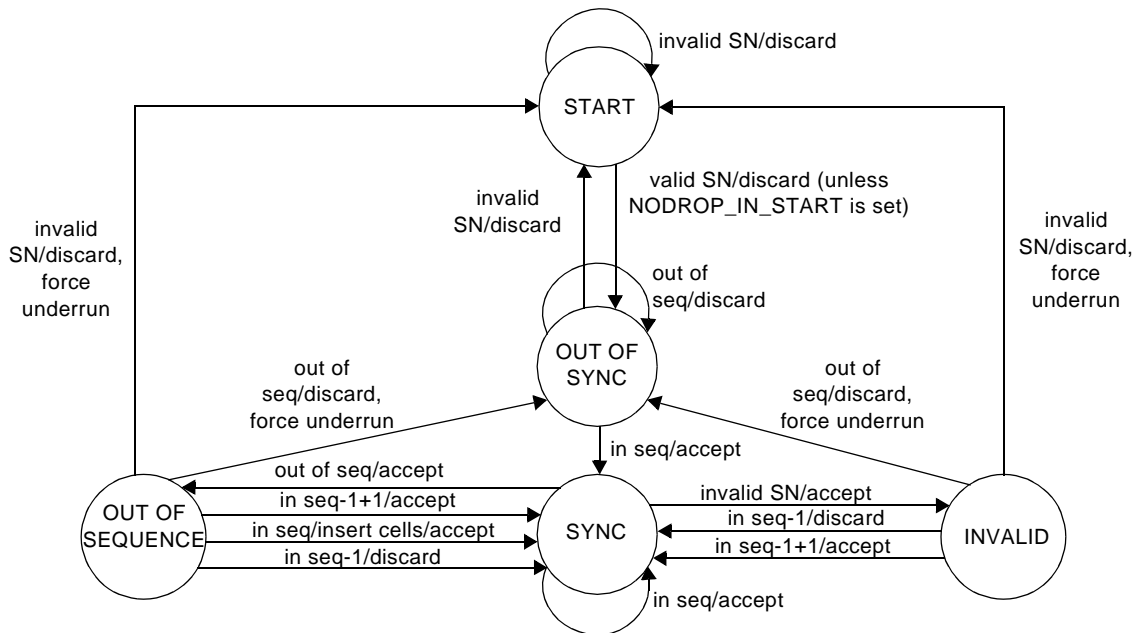 invalid SN/discard
START
invalid
SN/discard
valid SN/discard (unless
NODROP_IN_START is set)
invalid
SN/discard,
force
underrun
invalid
SN/discard,
force
underrun
out of
seq/discard
OUT OF
SYNC
out of
seq/discard,
force underrun
out of
seq/discard,
force underrun
in seq/accept
out of seq/accept
in seq-1+1/accept
in seq/insert cells/accept
in seq-1/discard
OUT OF
SEQUENCE
SYNC
invalid SN/accept
in seq-1/discard
in seq-1+1/accept
INVALID
in seq/accept